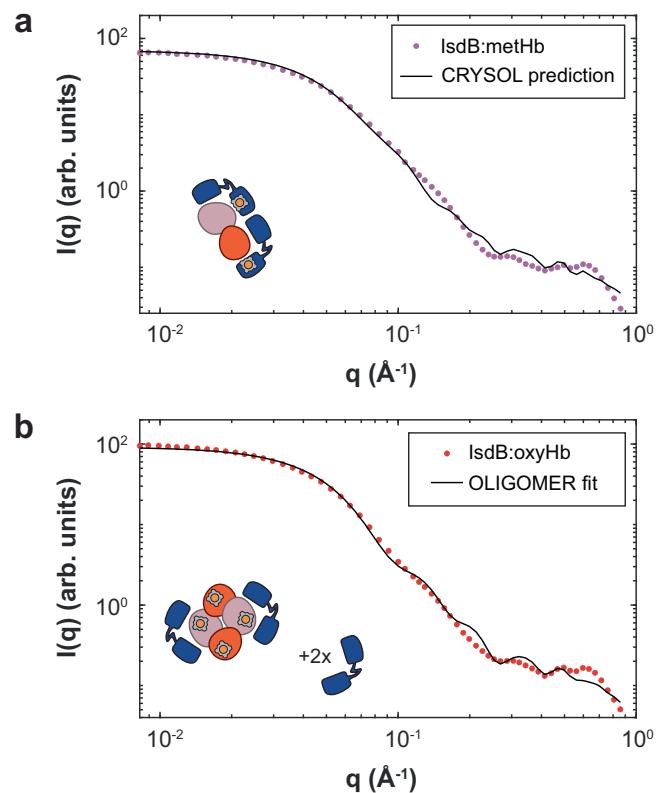 a
10²
10⁰
I(q) (arb. units)
IsdB:metHb
CRYSOL prediction
10⁻² 10⁻¹ 10⁰
q (Å⁻¹)
b
10²
10⁰
I(q) (arb. units)
IsdB:oxyHb
OLIGOMER fit
+2x
10⁻² 10⁻¹ 10⁰
q (Å⁻¹)